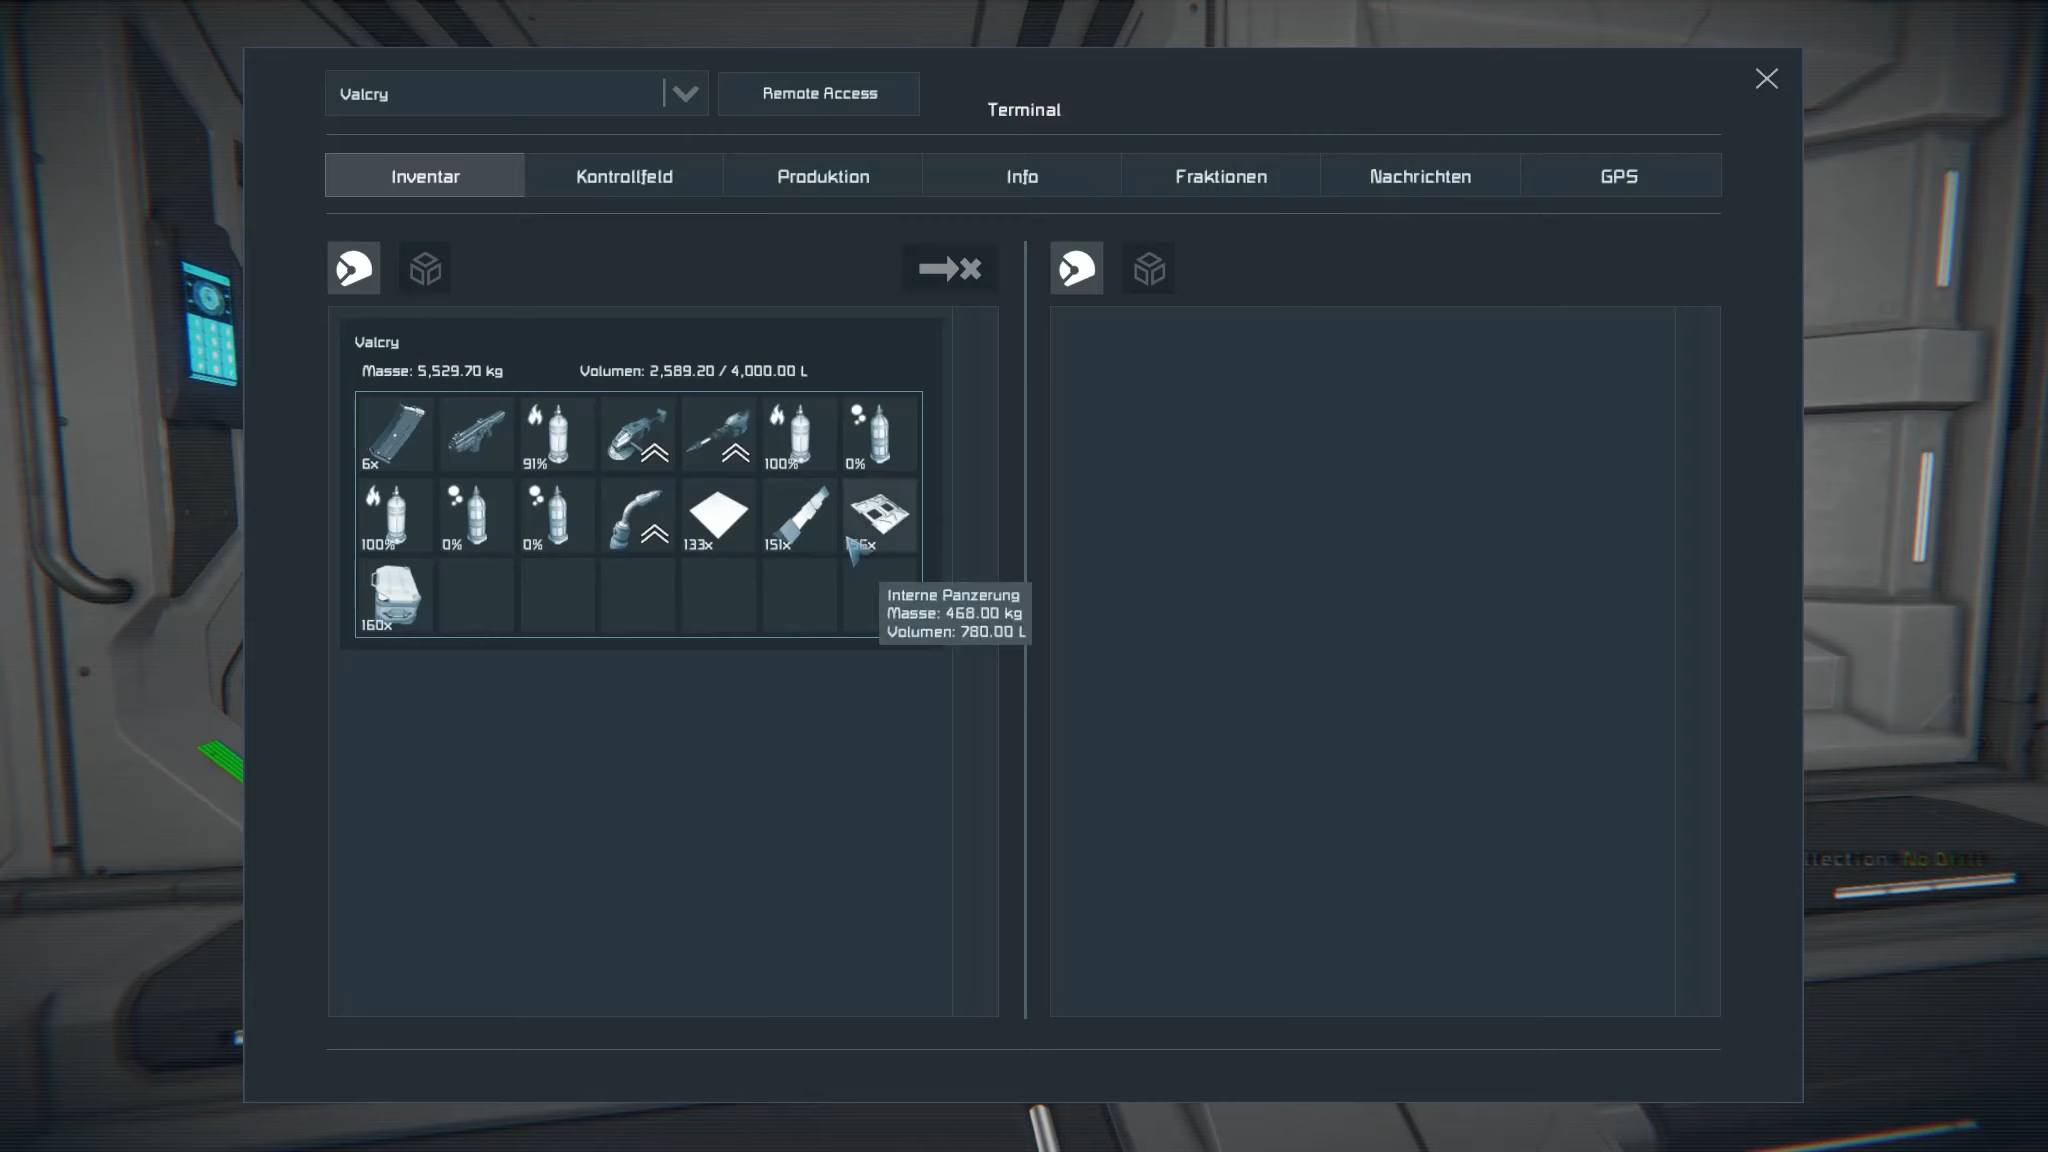 Valcry
Remote Access
Terminal
Inventar
Kontrollfeld
Produktion
Info
Fraktionen
Nachrichten
GPS
Valcry
Masse: 5,529.70 kg
Volumen: 2,589.20 / 4,000.00 L
6x
91%
100%
0%
100%
0%
0%
133x
151x
160x
Interne Panzerung
Masse: 468.00 kg
Volumen: 780.00 L
No